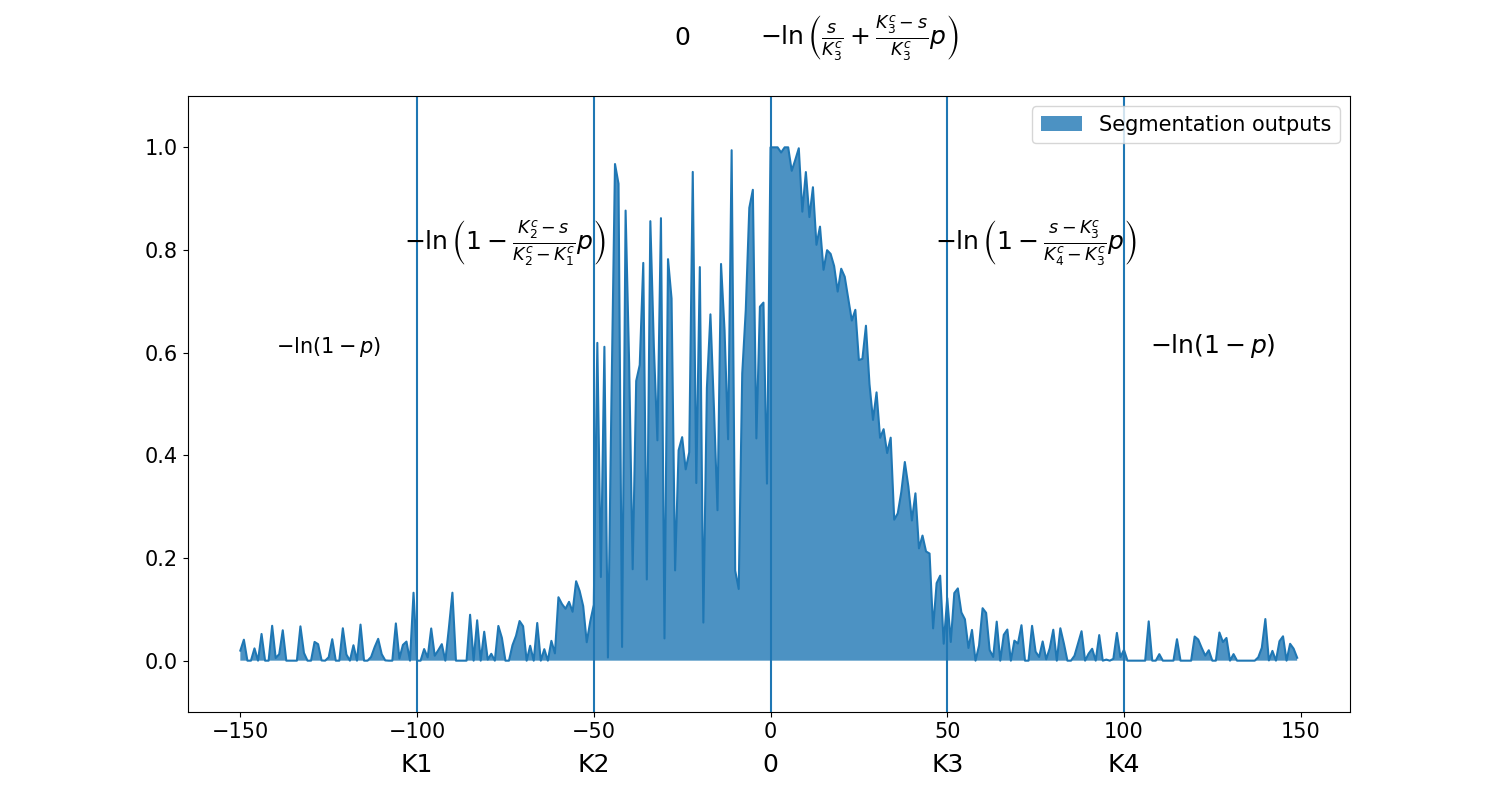 0 −ln(s/K₃ᶜ + (K₃ᶜ−s)/K₃ᶜ p)
Segmentation outputs
1.0
−ln(1 − (K₂ᶜ−s)/(K₂ᶜ−K₁ᶜ) p) −ln(1 − (s−K₃ᶜ)/(K₄ᶜ−K₃ᶜ) p)
0.8
−ln(1 − p) −ln(1 − p)
0.6
0.4
0.2
0.0
−150 −100 −50 0 50 100 150
K1 K2 0 K3 K4